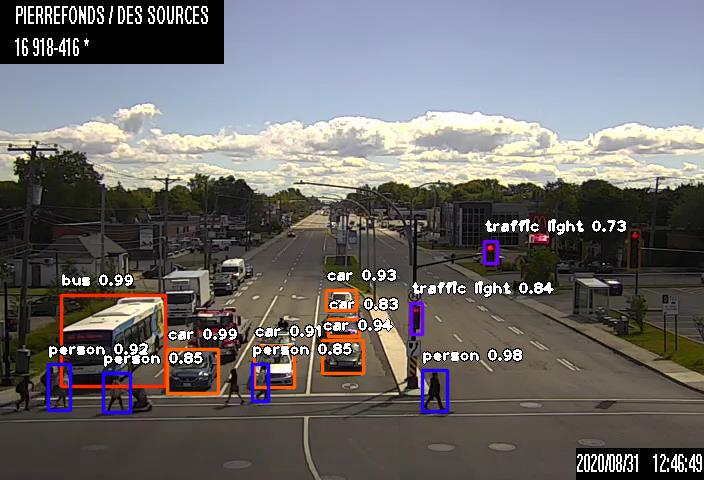 PIERREFONDS / DES SOURCES
16 918-416 *
traffic light 0.73
car 0.93
bus 0.99
traffic light 0.84
car 0.83
car 0.94
car 0.99
car 0.91
person 0.92
person 0.85
person 0.85
person 0.98
2020/08/31 12:46:49